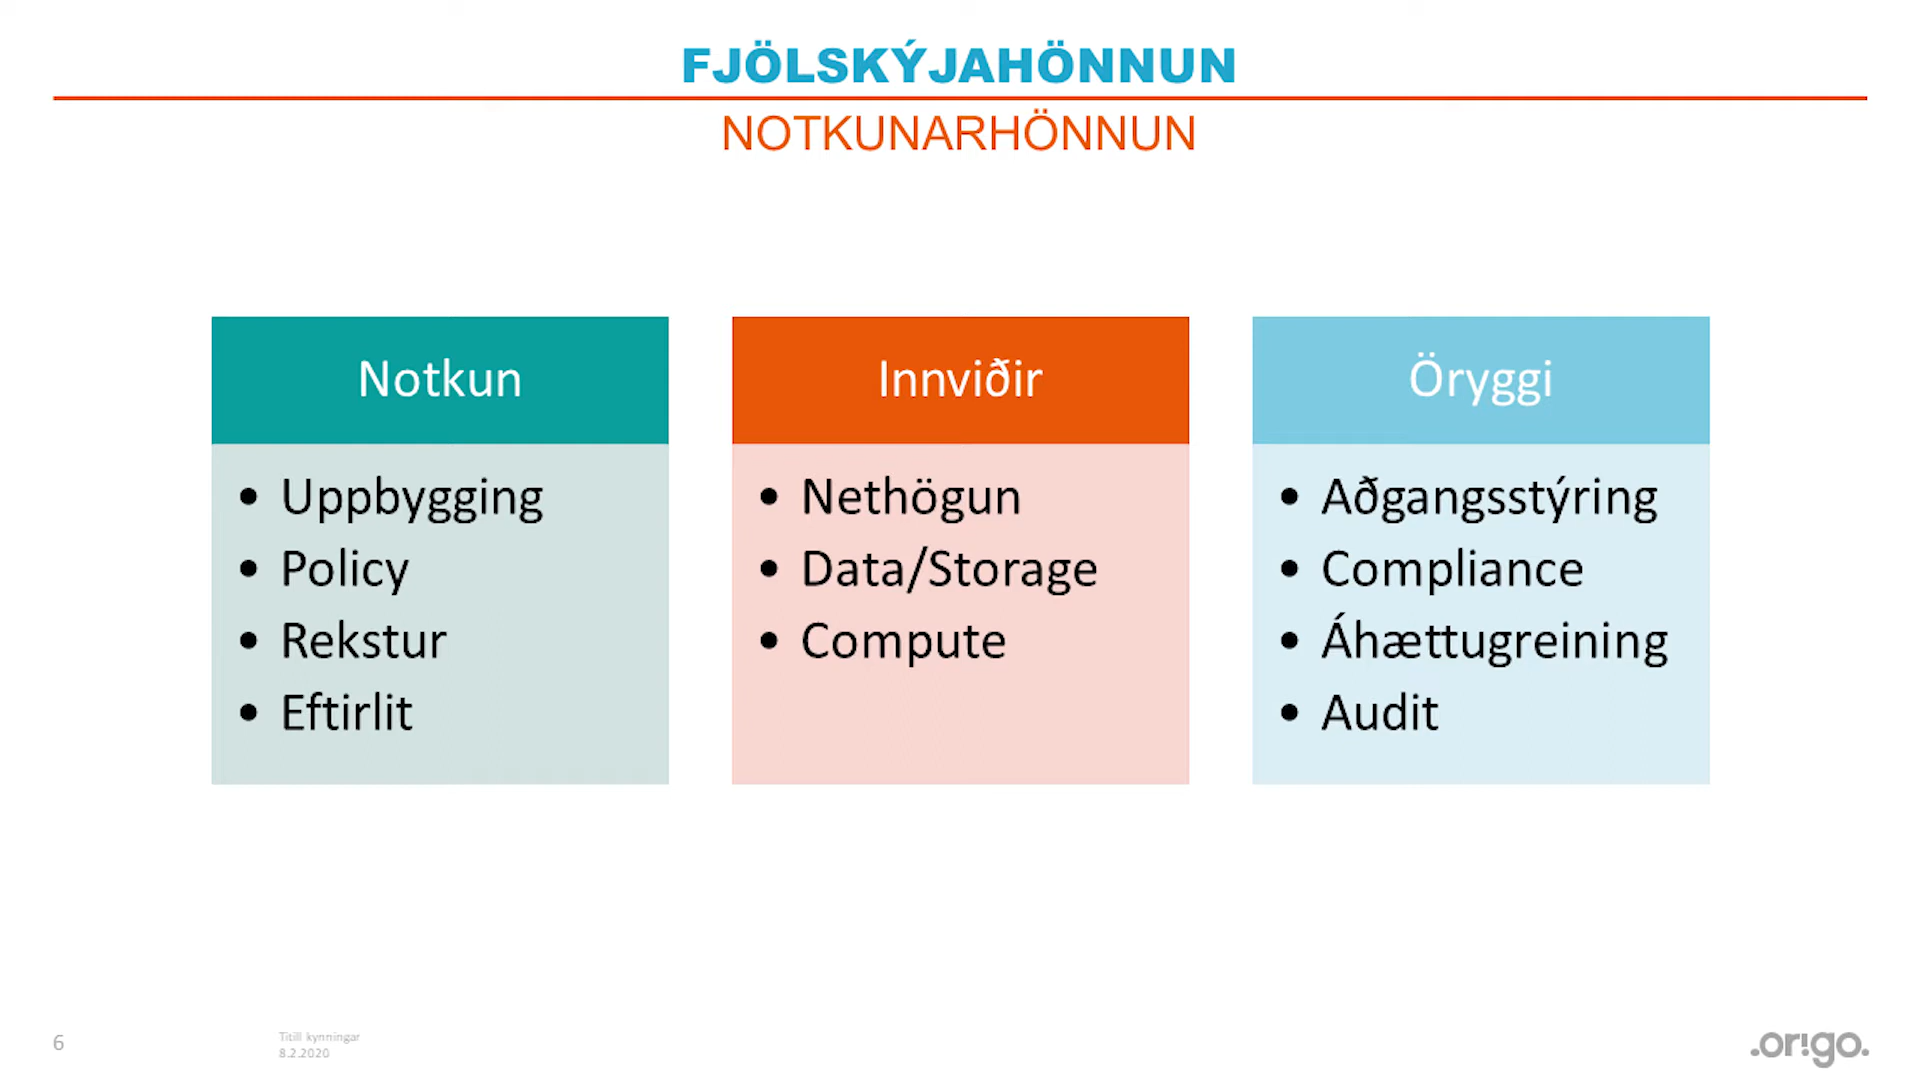 FJÖLSKÝJAHÖNNUN
NOTKUNARHÖNNUN
Notkun
• Uppbygging
• Policy
• Rekstur
• Eftirlit
Innviðir
• Nethögun
• Data/Storage
• Compute
Öryggi
• Aðgangsstýring
• Compliance
• Áhættugreining
• Audit
6
Titill kynningar
8.2.2020
.origo.